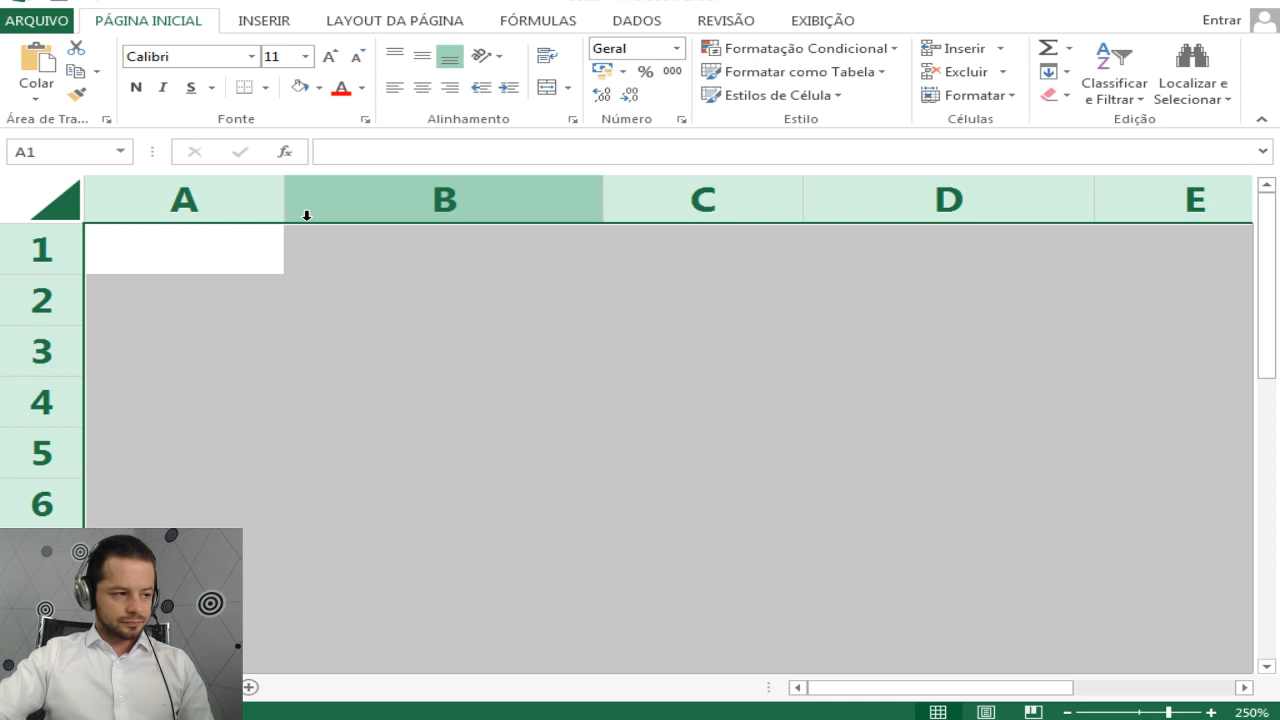 ARQUIVO PÁGINA INICIAL INSERIR LAYOUT DA PÁGINA FÓRMULAS DADOS REVISÃO EXIBIÇÃO Entrar
Colar
Área de Tra...
Calibri 11
N I S A
Fonte
Alinhamento
Geral
% 000
Número
Formatação Condicional
Formatar como Tabela
Estilos de Célula
Estilo
Inserir
Excluir
Formatar
Células
Classificar e Filtrar
Localizar e Selecionar
Edição
A1 fx
A B C D E
1
2
3
4
5
6
250%